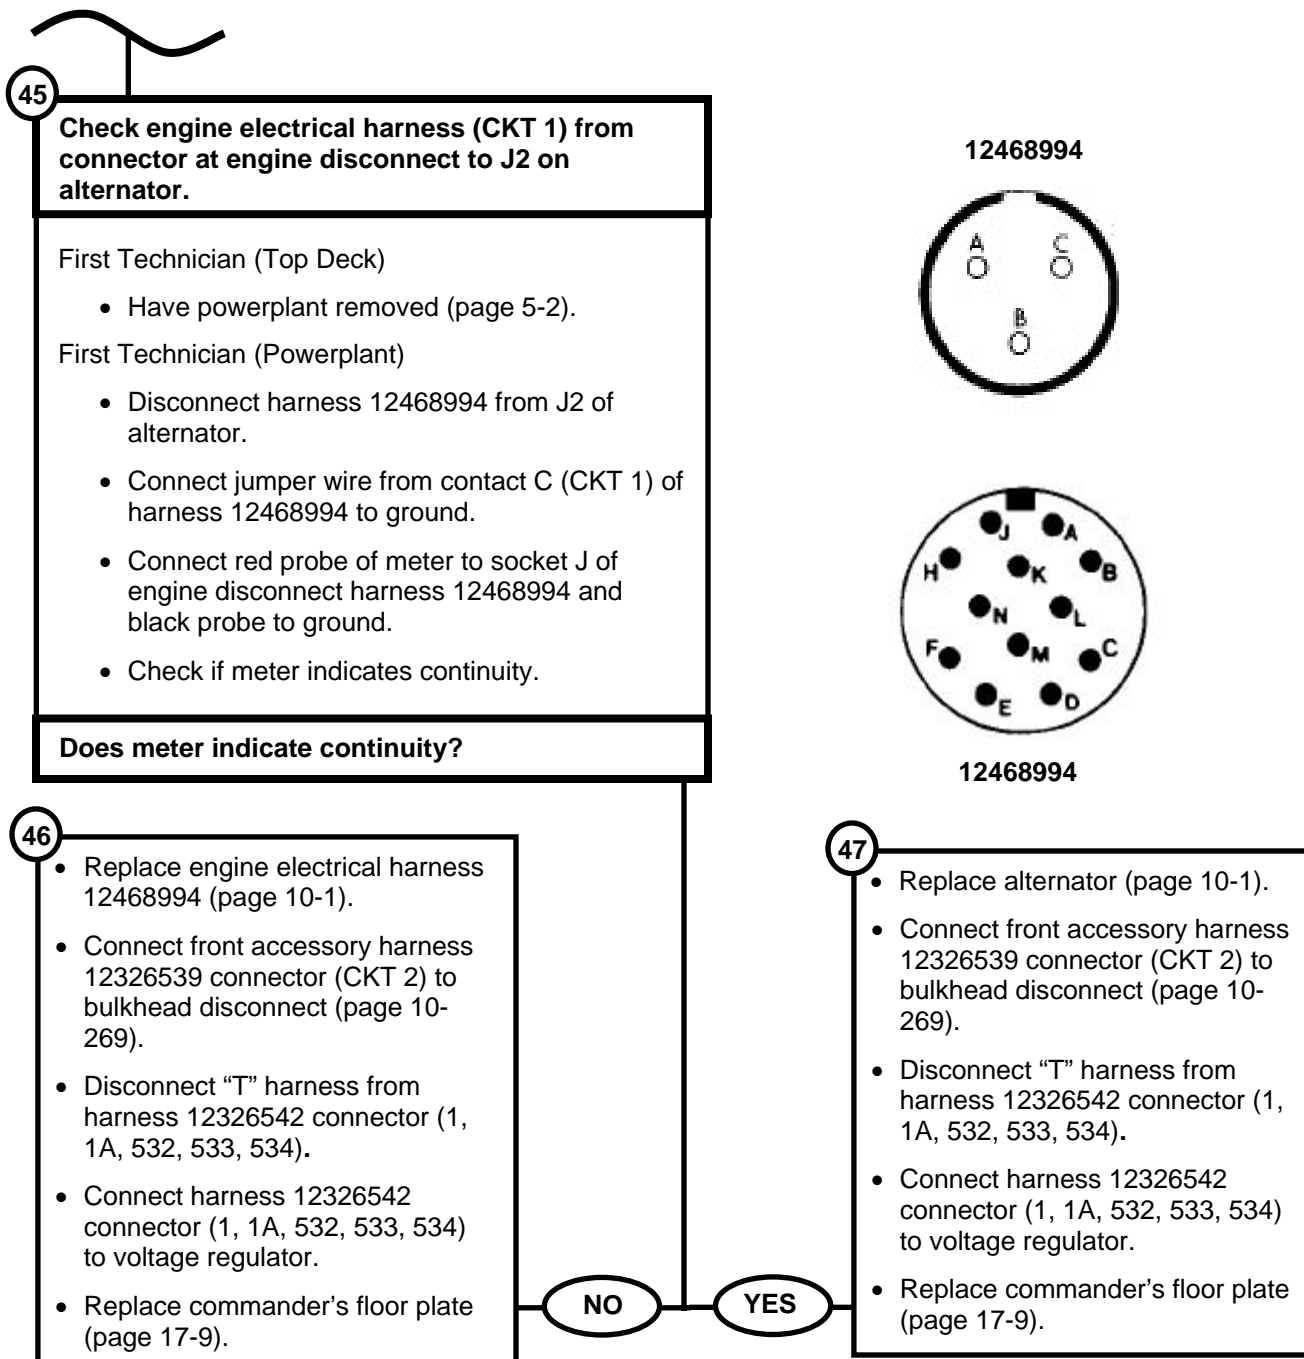 45
Check engine electrical harness (CKT 1) from
connector at engine disconnect to J2 on
alternator.
First Technician (Top Deck)
• Have powerplant removed (page 5-2).
First Technician (Powerplant)
• Disconnect harness 12468994 from J2 of
alternator.
• Connect jumper wire from contact C (CKT 1) of
harness 12468994 to ground.
• Connect red probe of meter to socket J of
engine disconnect harness 12468994 and
black probe to ground.
• Check if meter indicates continuity.
Does meter indicate continuity?
12468994
A C
B
J A
H K B
N L
F M C
E D
12468994
46
• Replace engine electrical harness
12468994 (page 10-1).
• Connect front accessory harness
12326539 connector (CKT 2) to
bulkhead disconnect (page 10-
269).
• Disconnect “T” harness from
harness 12326542 connector (1,
1A, 532, 533, 534).
• Connect harness 12326542
connector (1, 1A, 532, 533, 534)
to voltage regulator.
• Replace commander’s floor plate
(page 17-9).
NO
YES
47
• Replace alternator (page 10-1).
• Connect front accessory harness
12326539 connector (CKT 2) to
bulkhead disconnect (page 10-
269).
• Disconnect “T” harness from
harness 12326542 connector (1,
1A, 532, 533, 534).
• Connect harness 12326542
connector (1, 1A, 532, 533, 534)
to voltage regulator.
• Replace commander’s floor plate
(page 17-9).